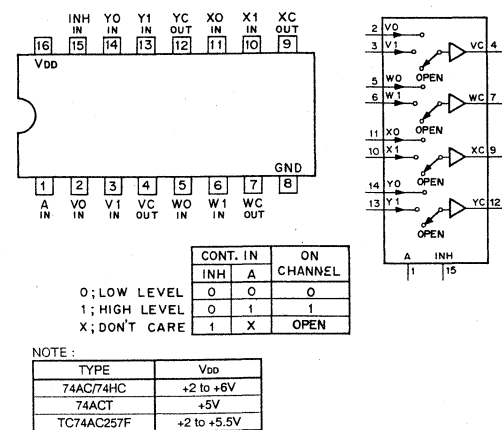 INH Y0 Y1 YC X0 X1 XC
IN IN IN OUT IN IN OUT
16 15 14 13 12 11 10 9
VDD
GND
1 2 3 4 5 6 7 8
A V0 V1 VC W0 W1 WC
IN IN IN OUT IN IN OUT
2 V0
3 V1 VC 4
OPEN
5 W0
6 W1 WC 7
OPEN
11 X0
10 X1 XC 9
OPEN
14 Y0
13 Y1 YC 12
OPEN
A INH
1 15
CONT. IN ON CHANNEL
INH A
0; LOW LEVEL 0 0 0
1; HIGH LEVEL 0 1 1
X; DON'T CARE 1 X OPEN
NOTE :
TYPE VDD
74AC/74HC +2 to +6V
74ACT +5V
TC74AC257F +2 to +5.5V